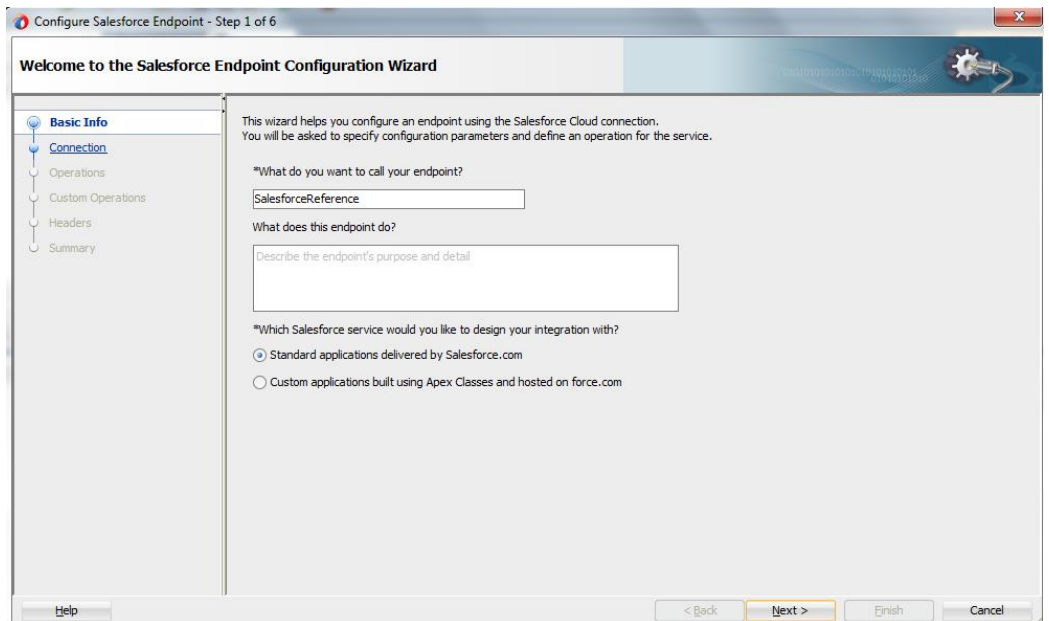 Configure Salesforce Endpoint - Step 1 of 6
Welcome to the Salesforce Endpoint Configuration Wizard
Basic Info
Connection
Operations
Custom Operations
Headers
Summary
This wizard helps you configure an endpoint using the Salesforce Cloud connection.
You will be asked to specify configuration parameters and define an operation for the service.
*What do you want to call your endpoint?
SalesforceReference
What does this endpoint do?
Describe the endpoint's purpose and detail
*Which Salesforce service would you like to design your integration with?
Standard applications delivered by Salesforce.com
Custom applications built using Apex Classes and hosted on force.com
Help
< Back
Next >
Finish
Cancel